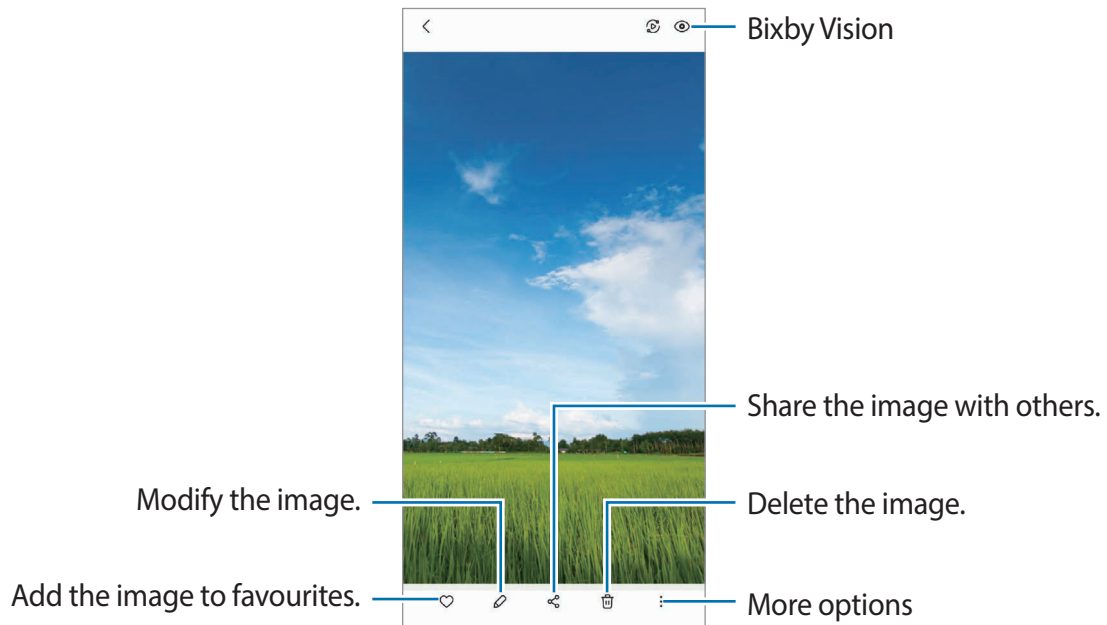 Bixby Vision
Share the image with others.
Modify the image.
Delete the image.
Add the image to favourites.
More options